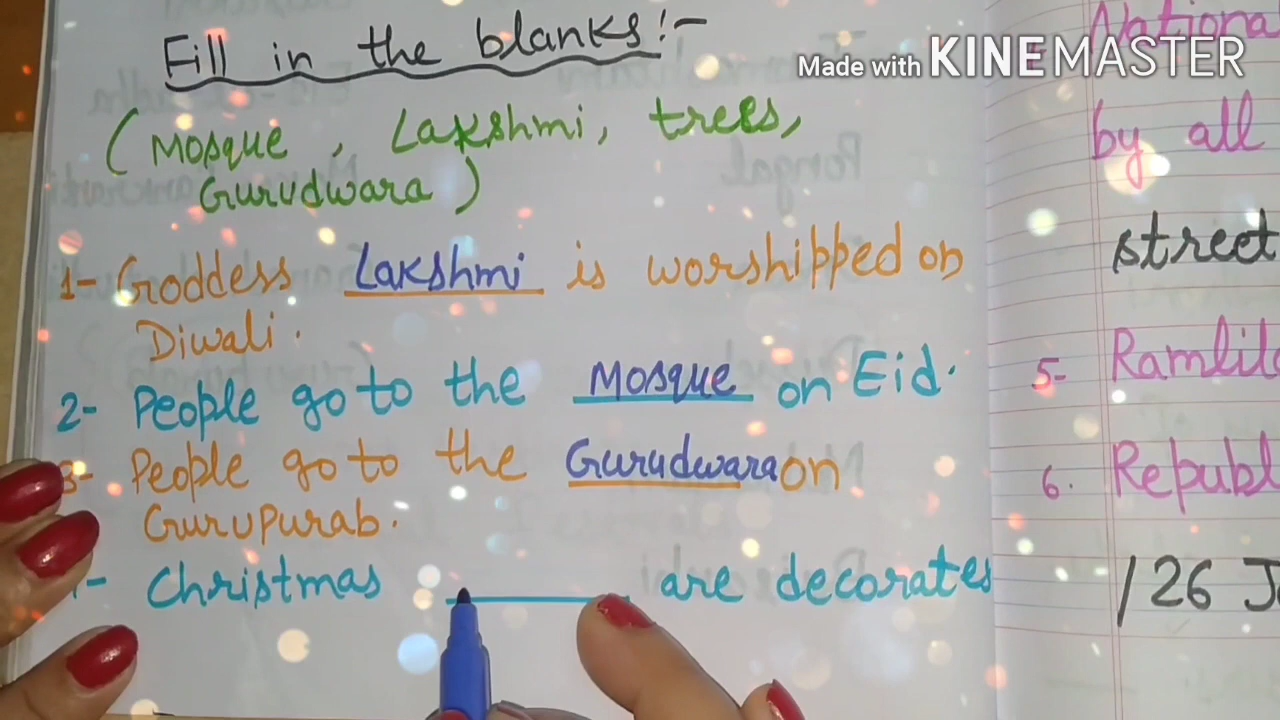 Fill in the blanks:-
Made with KINEMASTER
(Mosque, Lakshmi, trees,
Gurudwara)
1- Goddess Lakshmi is worshipped on
Diwali.
2- People go to the Mosque on Eid.
3- People go to the Gurudwara on
Gurupurab.
- Christmas are decorates
by all
street
5-
6.
/26